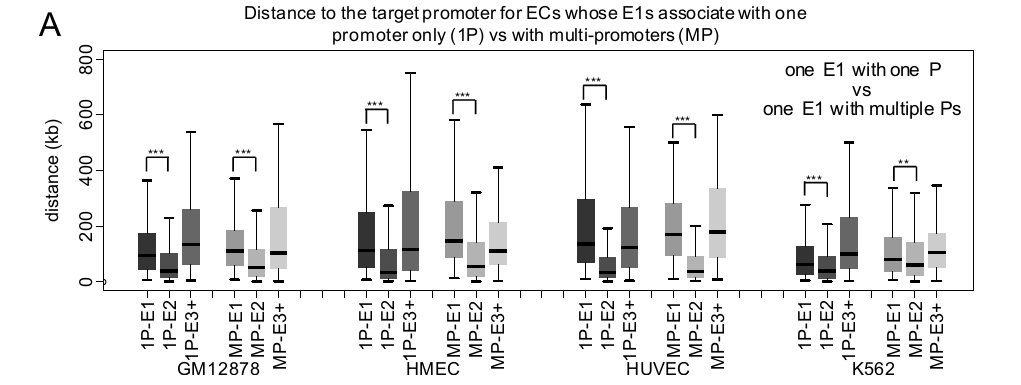 A
Distance to the target promoter for ECs whose E1s associate with one
promoter only (1P) vs with multi-promoters (MP)
one E1 with one P
vs
one E1 with multiple Ps
distance (kb)
800
600
400
200
0
***
***
***
***
***
***
***
**
1P-E1
1P-E2
1P-E3+
MP-E1
MP-E2
MP-E3+
1P-E1
1P-E2
1P-E3+
MP-E1
MP-E2
MP-E3+
1P-E1
1P-E2
1P-E3+
MP-E1
MP-E2
MP-E3+
1P-E1
1P-E2
1P-E3+
MP-E1
MP-E2
MP-E3+
GM12878
HMEC
HUVEC
K562